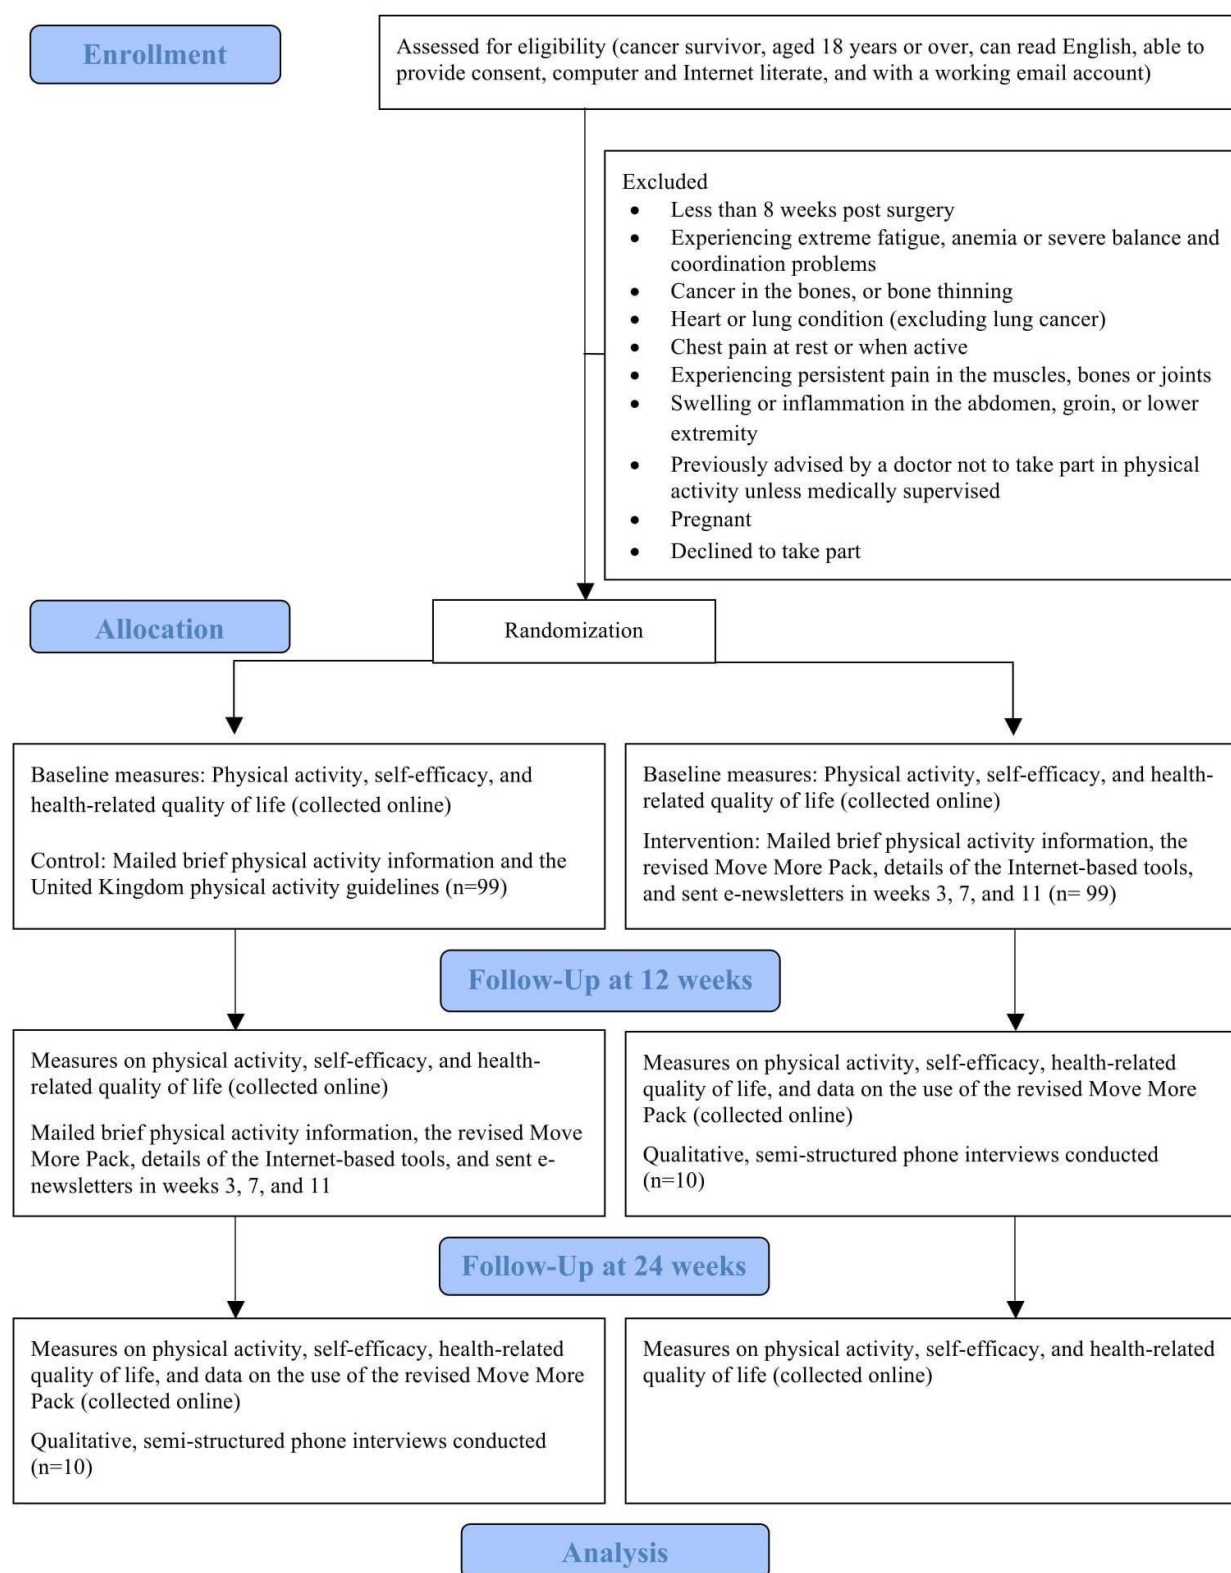 Enrollment
Assessed for eligibility (cancer survivor, aged 18 years or over, can read English, able to
provide consent, computer and Internet literate, and with a working email account)
Excluded
• Less than 8 weeks post surgery
• Experiencing extreme fatigue, anemia or severe balance and
coordination problems
• Cancer in the bones, or bone thinning
• Heart or lung condition (excluding lung cancer)
• Chest pain at rest or when active
• Experiencing persistent pain in the muscles, bones or joints
• Swelling or inflammation in the abdomen, groin, or lower
extremity
• Previously advised by a doctor not to take part in physical
activity unless medically supervised
• Pregnant
• Declined to take part
Allocation
Randomization
Baseline measures: Physical activity, self-efficacy, and
health-related quality of life (collected online)
Control: Mailed brief physical activity information and the
United Kingdom physical activity guidelines (n=99)
Baseline measures: Physical activity, self-efficacy, and health-
related quality of life (collected online)
Intervention: Mailed brief physical activity information, the
revised Move More Pack, details of the Internet-based tools,
and sent e-newsletters in weeks 3, 7, and 11 (n= 99)
Follow-Up at 12 weeks
Measures on physical activity, self-efficacy, and health-
related quality of life (collected online)
Mailed brief physical activity information, the revised Move
More Pack, details of the Internet-based tools, and sent e-
newsletters in weeks 3, 7, and 11
Measures on physical activity, self-efficacy, health-related
quality of life, and data on the use of the revised Move More
Pack (collected online)
Qualitative, semi-structured phone interviews conducted
(n=10)
Follow-Up at 24 weeks
Measures on physical activity, self-efficacy, health-related
quality of life, and data on the use of the revised Move More
Pack (collected online)
Qualitative, semi-structured phone interviews conducted
(n=10)
Measures on physical activity, self-efficacy, and health-related
quality of life (collected online)
Analysis